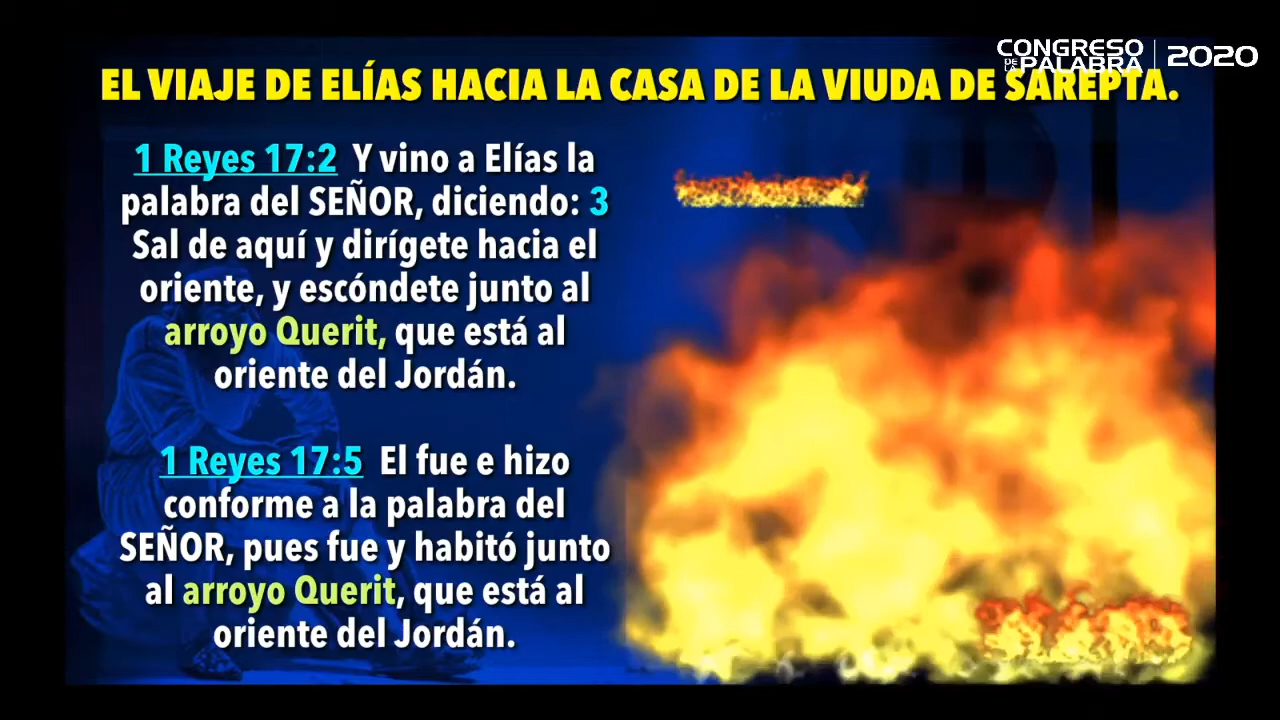 CONGRESO
DE LA PALABRA 2020
EL VIAJE DE ELÍAS HACIA LA CASA DE LA VIUDA DE SAREPTA.
1 Reyes 17:2 Y vino a Elías la
palabra del SEÑOR, diciendo: 3
Sal de aquí y dirígete hacia el
oriente, y escóndete junto al
arroyo Querit, que está al
oriente del Jordán.
1 Reyes 17:5 El fue e hizo
conforme a la palabra del
SEÑOR, pues fue y habitó junto
al arroyo Querit, que está al
oriente del Jordán.